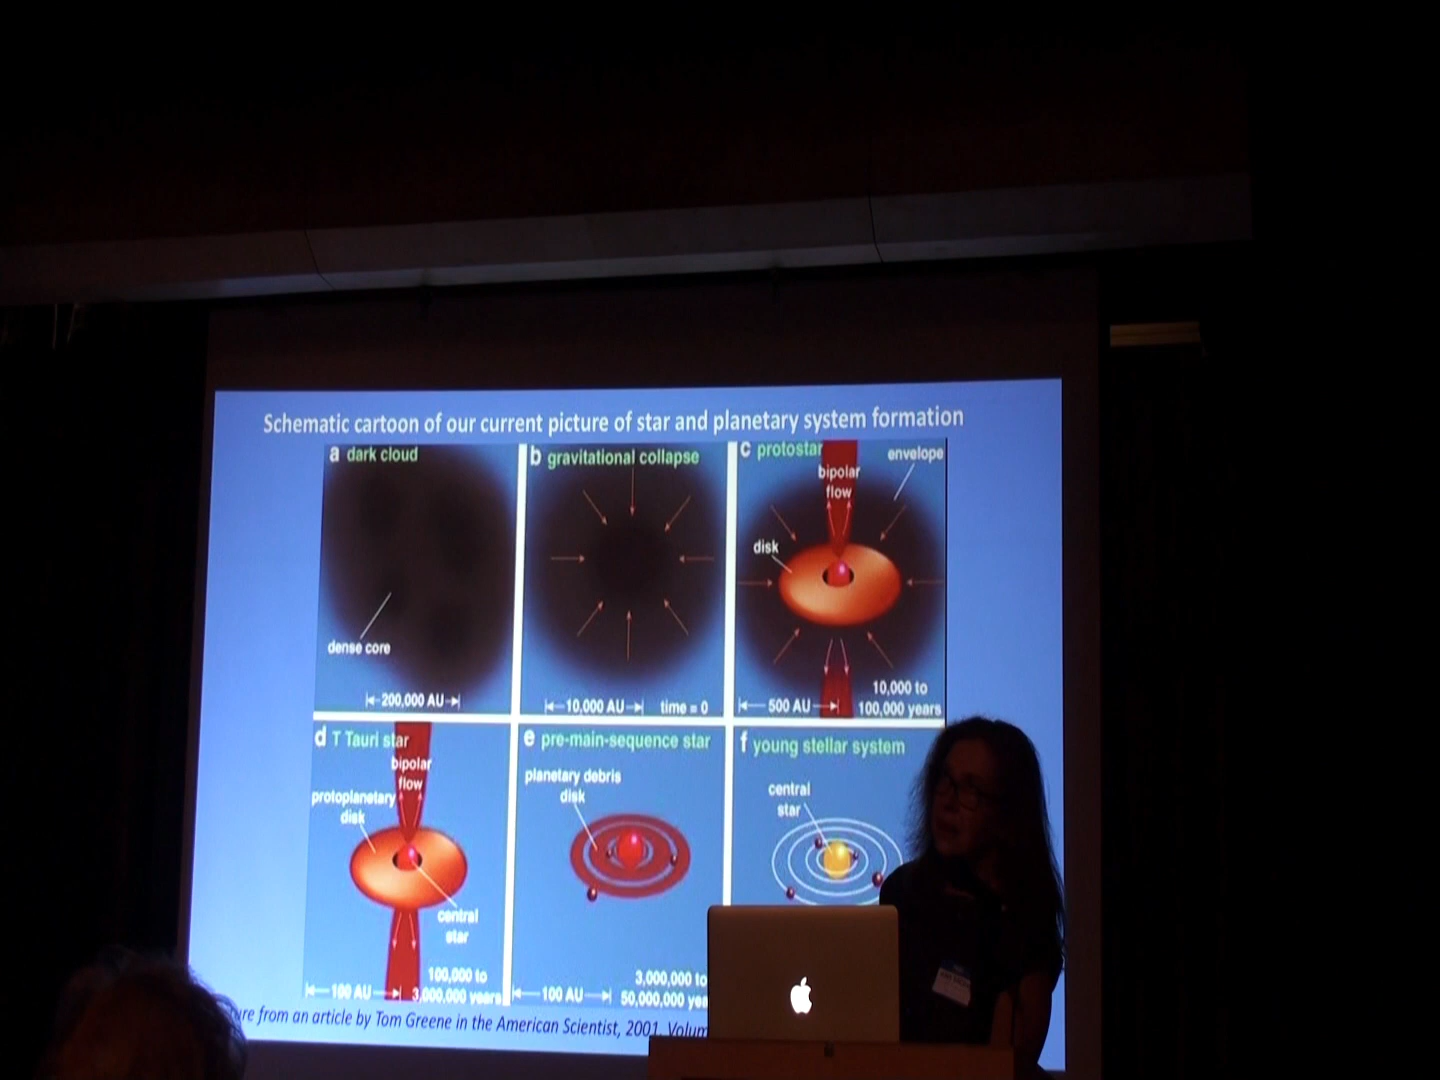 Schematic cartoon of our current picture of star and planetary system formation
a dark cloud
dense core
200,000 AU
b gravitational collapse
10,000 AU time = 0
c protostar
envelope
bipolar
flow
disk
500 AU
10,000 to
100,000 years
d T Tauri star
bipolar
flow
protoplanetary
disk
central
star
100 AU
100,000 to
3,000,000 years
e pre-main-sequence star
planetary debris
disk
100 AU
3,000,000 to
50,000,000
f young stellar system
central
star
from an article by Tom Greene in the American Scientist, 2001, Volum